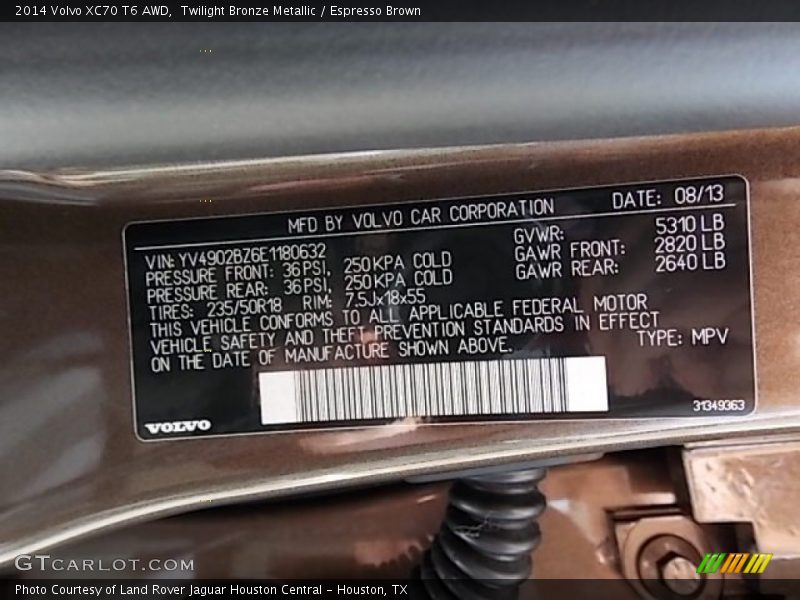 2014 Volvo XC70 T6 AWD,  Twilight Bronze Metallic / Espresso Brown
MFD BY VOLVO CAR CORPORATION DATE: 08/13
VIN: YV4902BZ6E1180632 GVWR: 5310 LB
PRESSURE FRONT: 36 PSI, 250 KPA COLD GAWR FRONT: 2820 LB
PRESSURE REAR: 36 PSI, 250 KPA COLD GAWR REAR: 2640 LB
TIRES: 235/50R18 RIM: 7.5Jx18x55
THIS VEHICLE CONFORMS TO ALL APPLICABLE FEDERAL MOTOR
VEHICLE SAFETY AND THEFT PREVENTION STANDARDS IN EFFECT
ON THE DATE OF MANUFACTURE SHOWN ABOVE. TYPE: MPV
VOLVO 31349363
GTCARLOT.COM
Photo Courtesy of Land Rover Jaguar Houston Central - Houston, TX